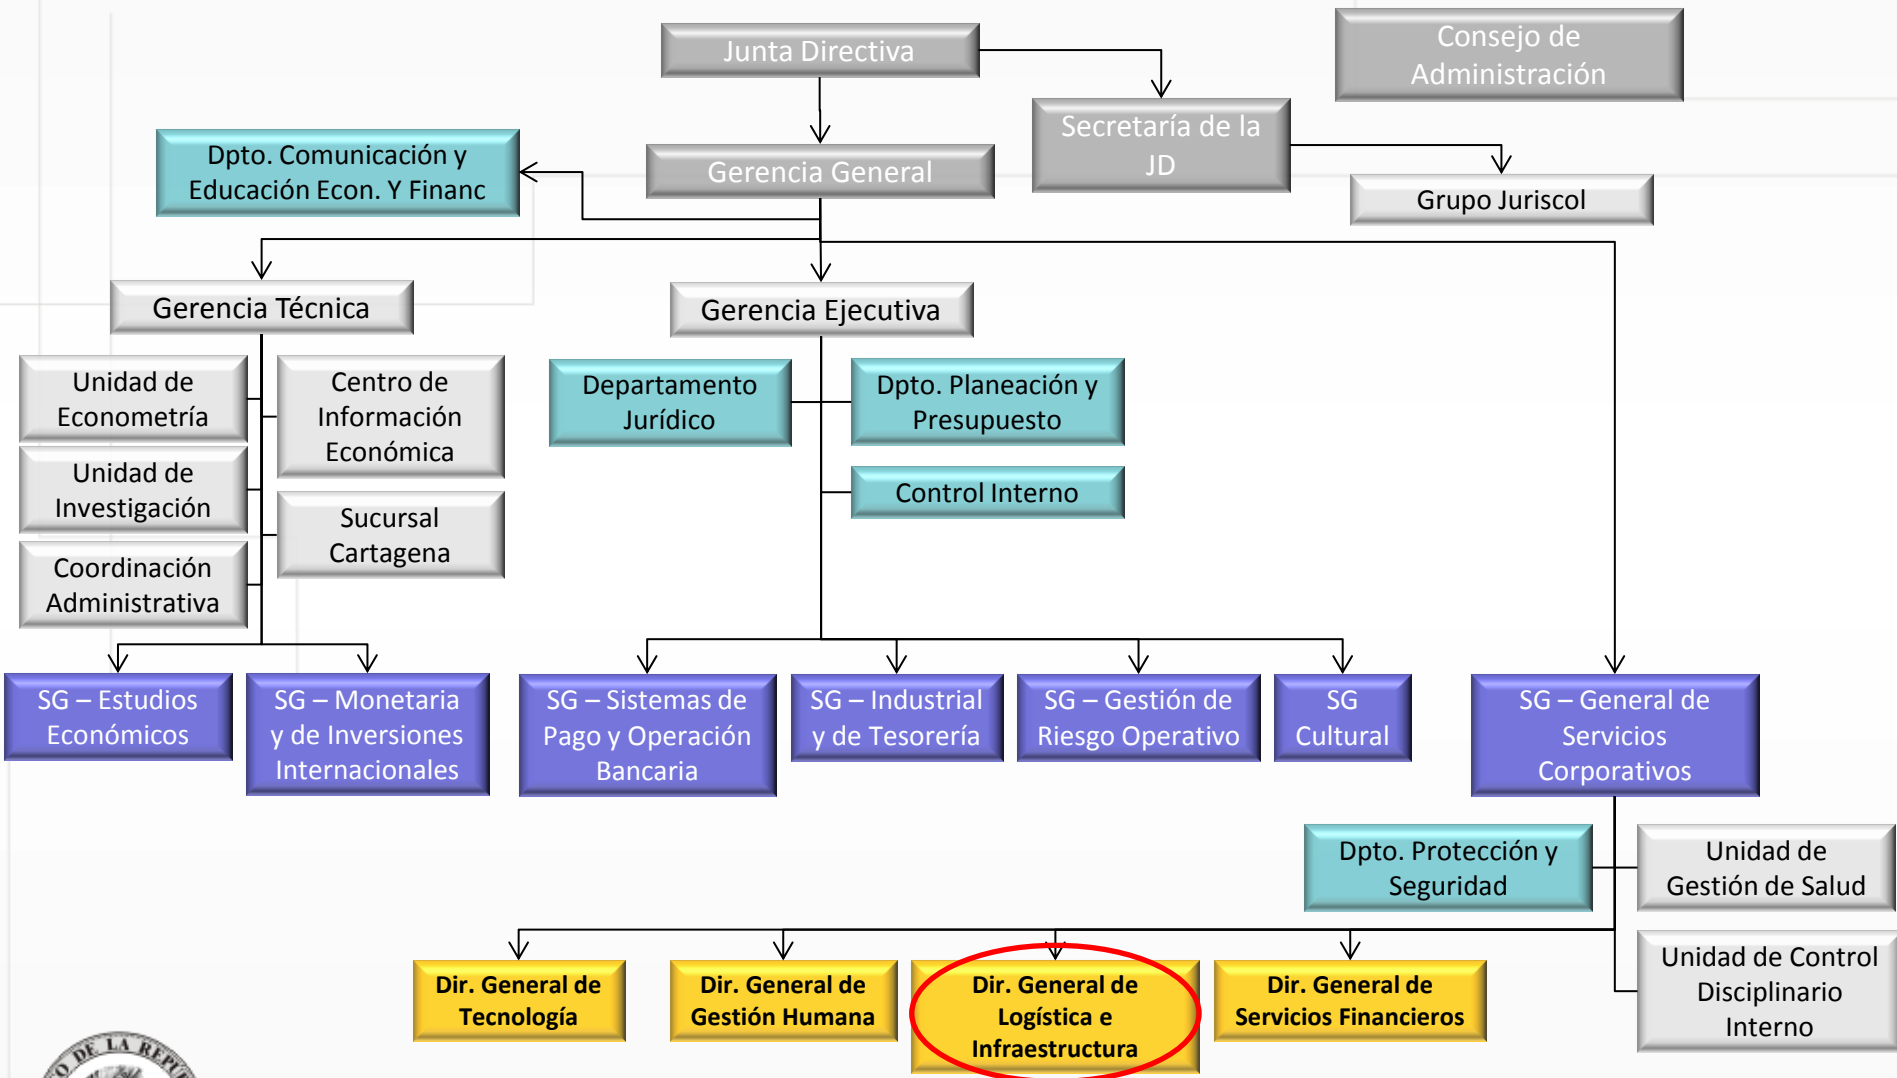 Junta Directiva
Consejo de
Administración
Secretaría de la
JD
Dpto. Comunicación y
Educación Econ. Y Financ
Gerencia General
Grupo Juriscol
Gerencia Técnica
Gerencia Ejecutiva
Unidad de
Econometría
Centro de
Información
Económica
Unidad de
Investigación
Sucursal
Cartagena
Coordinación
Administrativa
Departamento
Jurídico
Dpto. Planeación y
Presupuesto
Control Interno
SG – Estudios
Económicos
SG – Monetaria
y de Inversiones
Internacionales
SG – Sistemas de
Pago y Operación
Bancaria
SG – Industrial
y de Tesorería
SG – Gestión de
Riesgo Operativo
SG
Cultural
SG – General de
Servicios
Corporativos
Dpto. Protección y
Seguridad
Unidad de
Gestión de Salud
Unidad de Control
Disciplinario
Interno
Dir. General de
Tecnología
Dir. General de
Gestión Humana
Dir. General de
Logística e
Infraestructura
Dir. General de
Servicios Financieros
DE LA